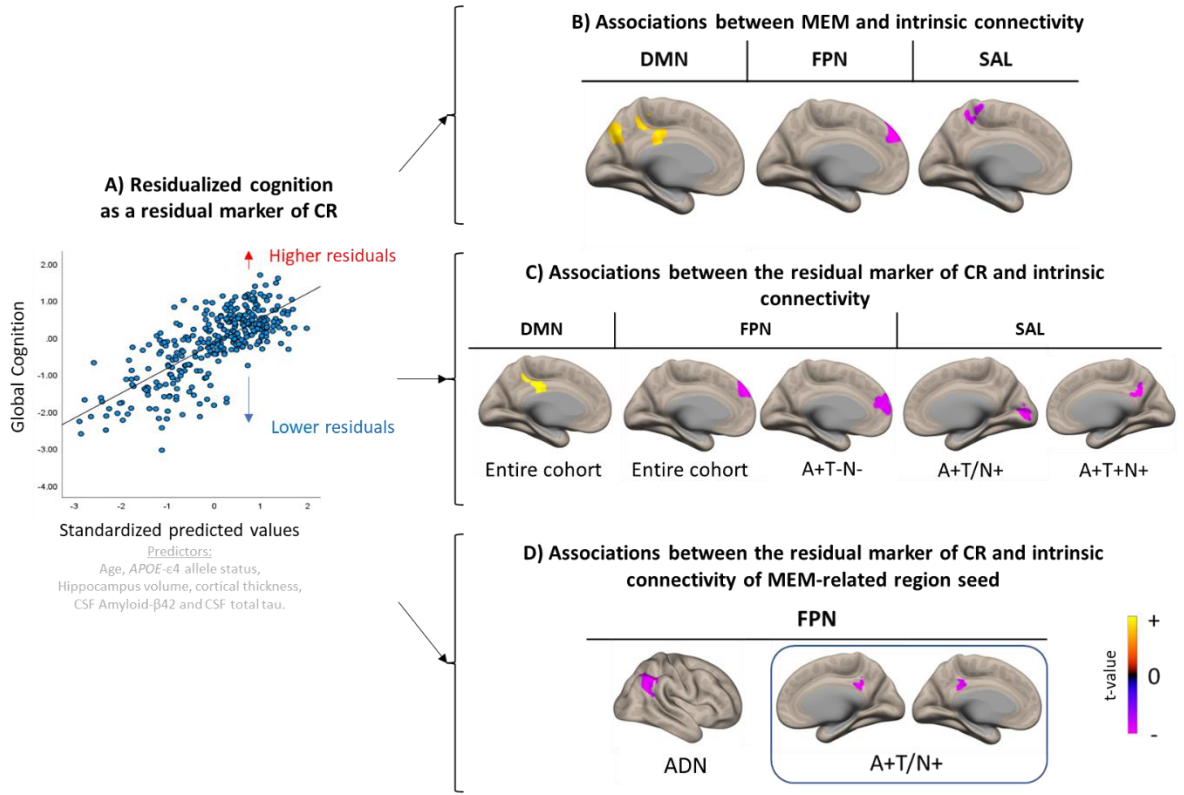 B) Associations between MEM and intrinsic connectivity
DMN FPN SAL
A) Residualized cognition
as a residual marker of CR
Higher residuals
Lower residuals
Global Cognition
2.00
1.00
.00
-1.00
-2.00
-3.00
-4.00
-3 -2 -1 0 1 2
Standardized predicted values
Predictors:
Age, APOE-ε4 allele status,
Hippocampus volume, cortical thickness,
CSF Amyloid-β42 and CSF total tau.
C) Associations between the residual marker of CR and intrinsic
connectivity
DMN FPN SAL
Entire cohort Entire cohort A+T-N- A+T/N+ A+T+N+
D) Associations between the residual marker of CR and intrinsic
connectivity of MEM-related region seed
FPN
ADN A+T/N+
t-value
+
0
-